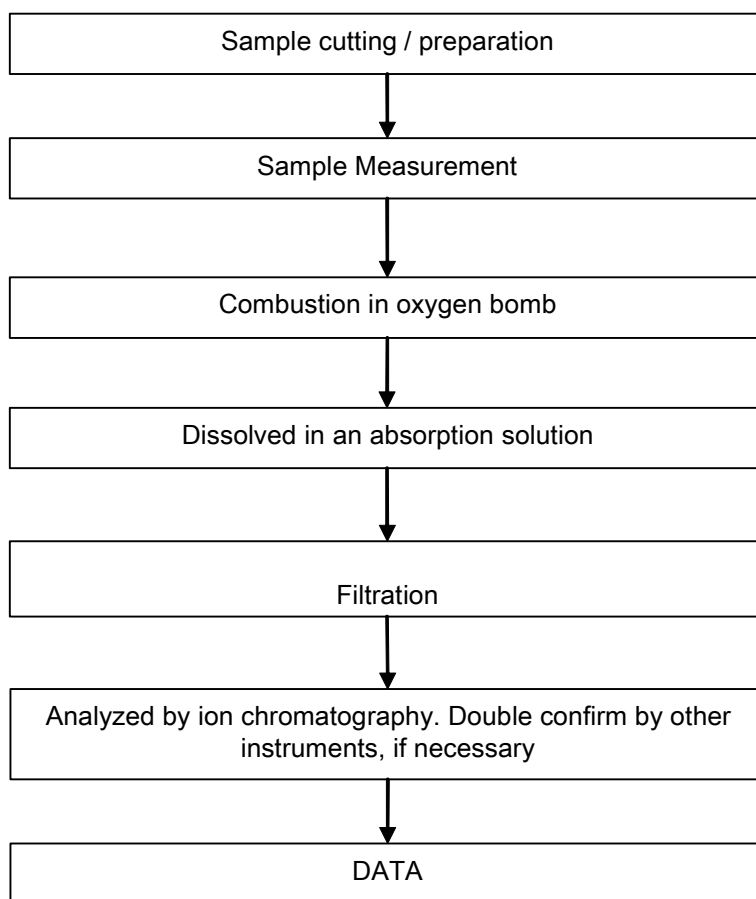 Sample cutting / preparation
Sample Measurement
Combustion in oxygen bomb
Dissolved in an absorption solution
Filtration
Analyzed by ion chromatography. Double confirm by other
instruments, if necessary
DATA